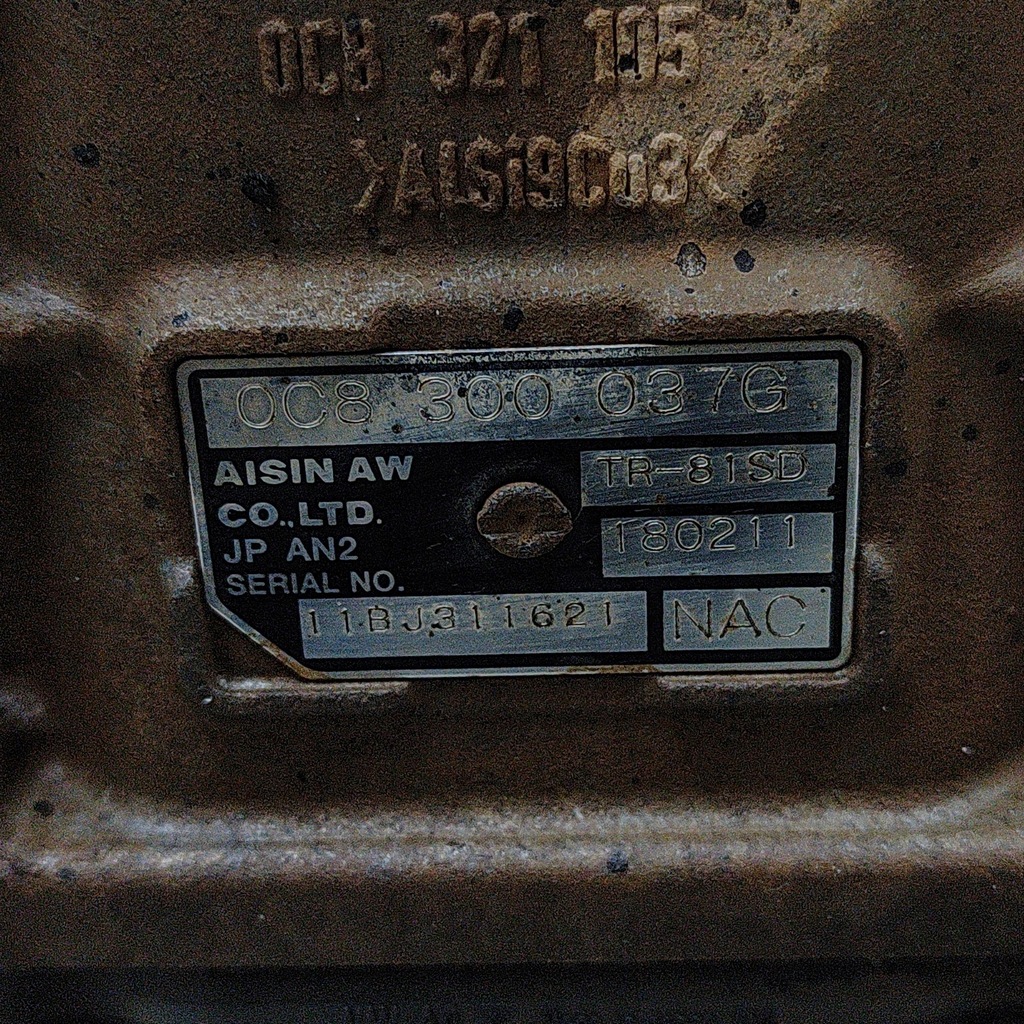 0C8 321 105
>ALSi9Cu3<
0C8 300 037G
AISIN AW
CO.,LTD.
TR-81SD
JP AN2
180211
SERIAL NO.
11BJ311621
NAC